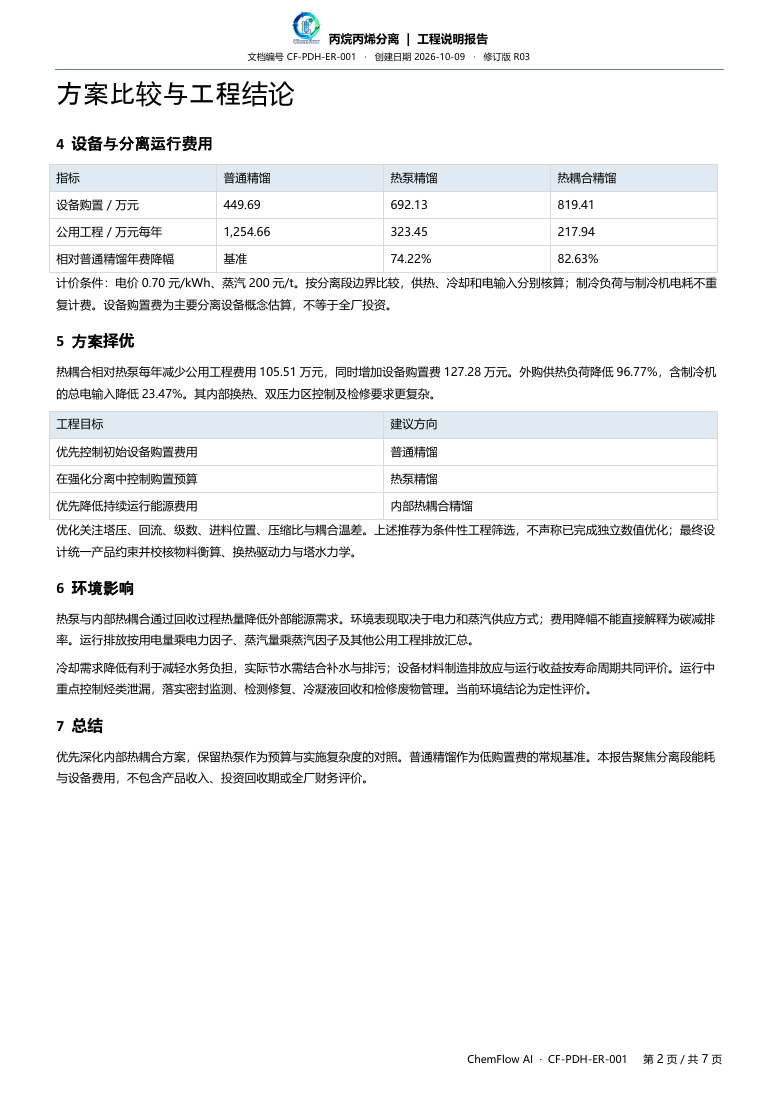 ChemFlow
丙烷丙烯分离 | 工程说明报告
文档编号 CF-PDH-ER-001 · 创建日期 2026-10-09 · 修订版 R03
方案比较与工程结论
4 设备与分离运行费用
指标 普通精馏 热泵精馏 热耦合精馏
设备购置 / 万元 449.69 692.13 819.41
公用工程 / 万元每年 1,254.66 323.45 217.94
相对普通精馏年费降幅 基准 74.22% 82.63%
计价条件：电价 0.70 元/kWh、蒸汽 200 元/t。按分离段边界比较，供热、冷却和电输入分别核算；制冷负荷与制冷机电耗不重
复计费。设备购置费为主要分离设备概念估算，不等于全厂投资。
5 方案择优
热耦合相对热泵每年减少公用工程费用 105.51 万元，同时增加设备购置费 127.28 万元。外购供热负荷降低 96.77%，含制冷机
的总电输入降低 23.47%。其内部换热、双压力区控制及检修要求更复杂。
工程目标 建议方向
优先控制初始设备购置费用 普通精馏
在强化分离中控制购置预算 热泵精馏
优先降低持续运行能源费用 内部热耦合精馏
优化关注塔压、回流、级数、进料位置、压缩比与耦合温差。上述推荐为条件性工程筛选，不声称已完成独立数值优化；最终设
计统一产品约束并校核物料衡算、换热驱动力与塔水力学。
6 环境影响
热泵与内部热耦合通过回收过程热量降低外部能源需求。环境表现取决于电力和蒸汽供应方式；费用降幅不能直接解释为碳减排
率。运行排放按用电量乘电力因子、蒸汽量乘蒸汽因子及其他公用工程排放汇总。
冷却需求降低有利于减轻水务负担，实际节水需结合补水与排污；设备材料制造排放应与运行收益按寿命周期共同评价。运行中
重点控制烃类泄漏，落实密封监测、检测修复、冷凝液回收和检修废物管理。当前环境结论为定性评价。
7 总结
优先深化内部热耦合方案，保留热泵作为预算与实施复杂度的对照。普通精馏作为低购置费的常规基准。本报告聚焦分离段能耗
与设备费用，不包含产品收入、投资回收期或全厂财务评价。
ChemFlow AI · CF-PDH-ER-001 第 2 页 / 共 7 页